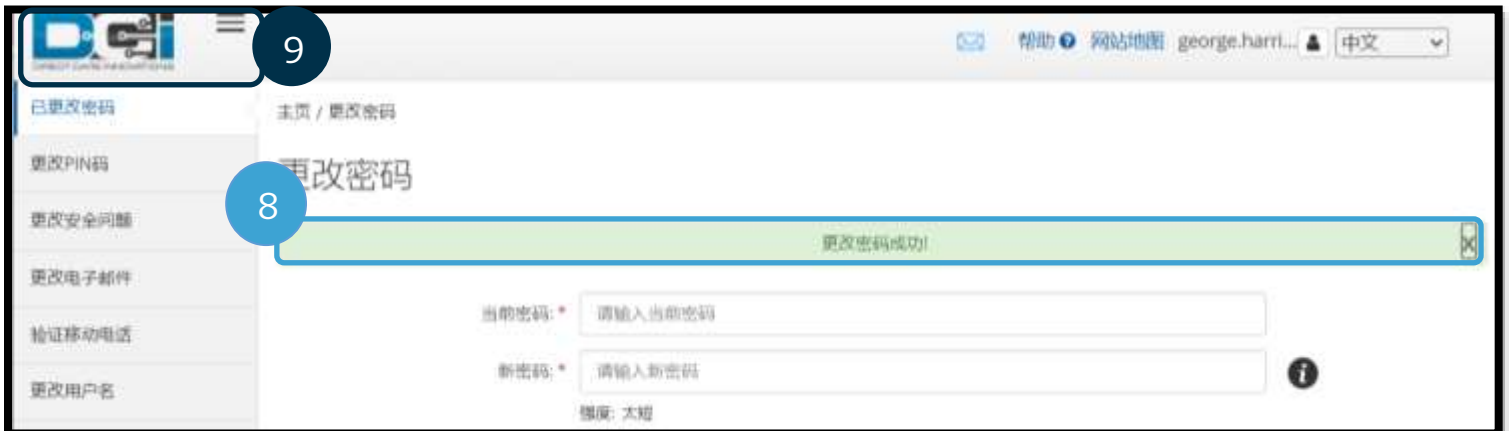 DCI
DIRECT CARE INNOVATIONS
9
帮助 ? 网站地图 george.harri... 中文
已更改密码
主页 / 更改密码
更改PIN码
更改密码
8
更改安全问题
更改密码成功!
X
更改电子邮件
当前密码: * 请输入当前密码
验证移动电话
新密码: * 请输入新密码
i
更改用户名
强度: 太短